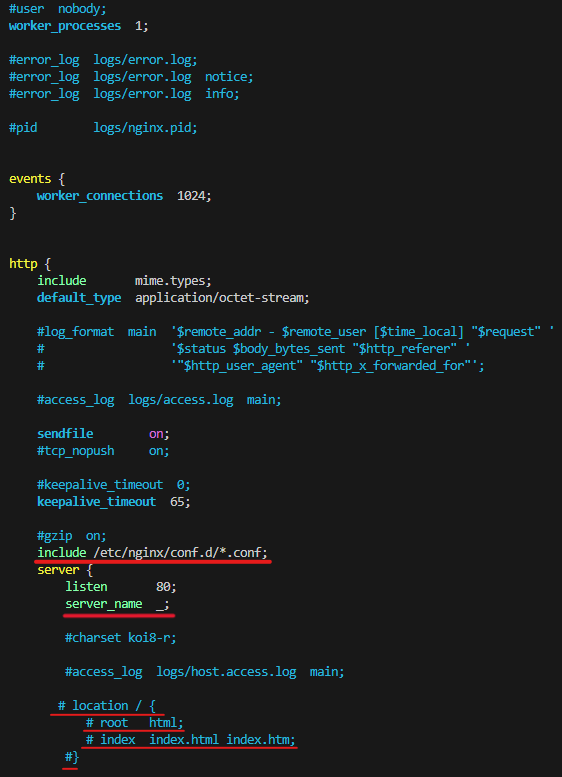 #user  nobody;
worker_processes  1;
#error_log  logs/error.log;
#error_log  logs/error.log  notice;
#error_log  logs/error.log  info;
#pid        logs/nginx.pid;
events {
    worker_connections  1024;
}
http {
    include       mime.types;
    default_type  application/octet-stream;
    #log_format  main  '$remote_addr - $remote_user [$time_local] "$request" '
    #                  '$status $body_bytes_sent "$http_referer" '
    #                  '"$http_user_agent" "$http_x_forwarded_for"';
    #access_log  logs/access.log  main;
    sendfile        on;
    #tcp_nopush     on;
    #keepalive_timeout  0;
    keepalive_timeout  65;
    #gzip  on;
    include /etc/nginx/conf.d/*.conf;
    server {
        listen       80;
        server_name  _;
        #charset koi8-r;
        #access_log  logs/host.access.log  main;
       # location / {
           # root   html;
           # index  index.html index.htm;
        #}